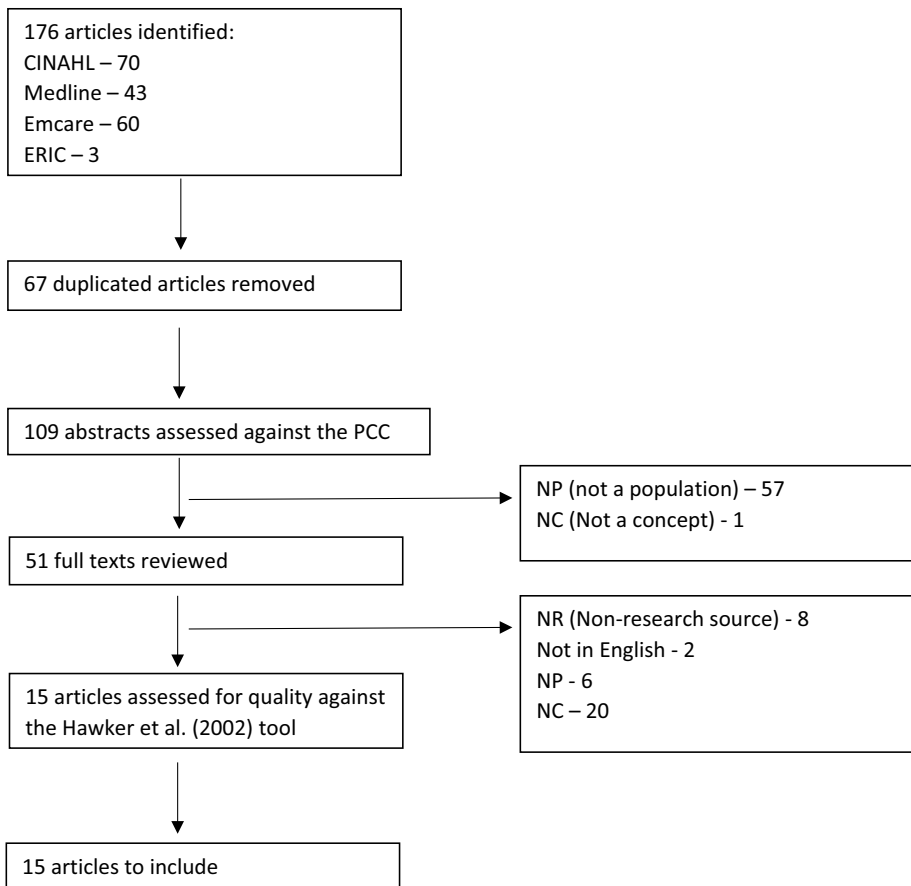 176 articles identified:
CINAHL – 70
Medline – 43
Emcare – 60
ERIC – 3
67 duplicated articles removed
109 abstracts assessed against the PCC
NP (not a population) – 57
NC (Not a concept) - 1
51 full texts reviewed
NR (Non-research source) - 8
Not in English - 2
NP - 6
NC – 20
15 articles assessed for quality against
the Hawker et al. (2002) tool
15 articles to include